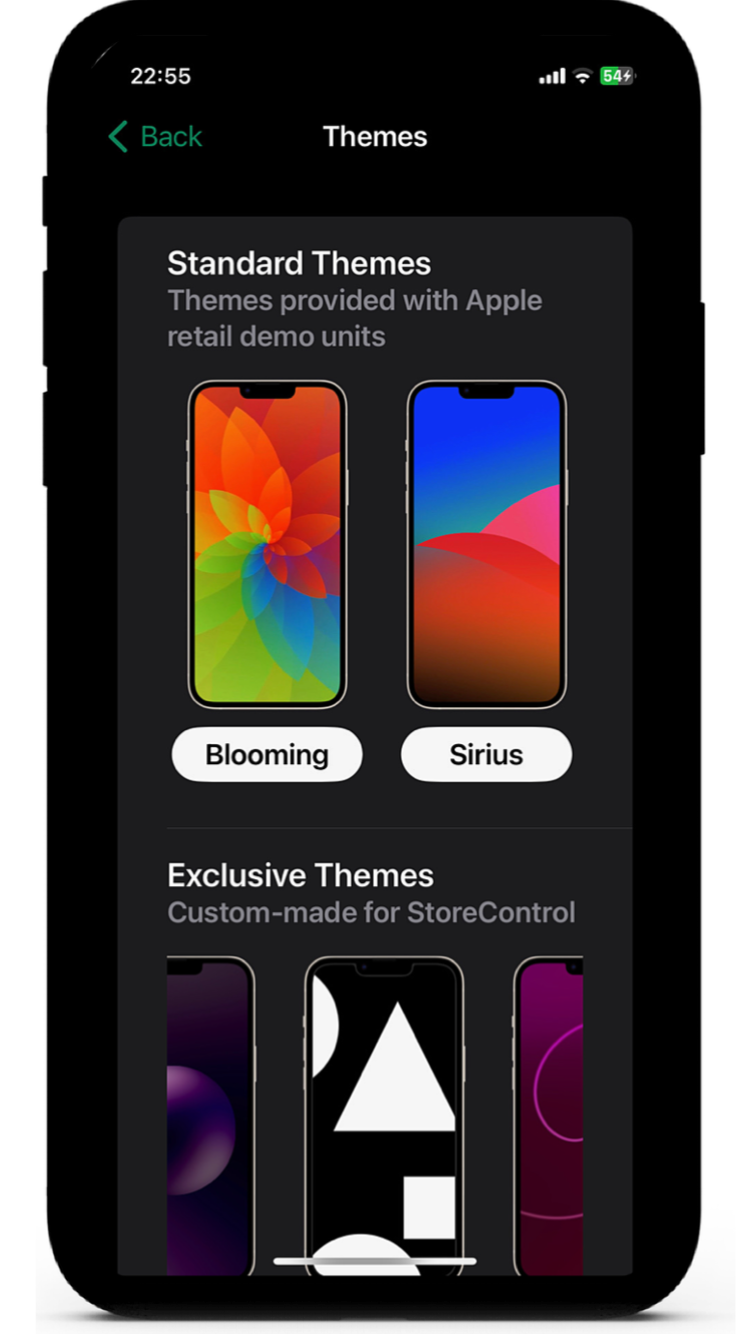 22:55
54
Back
Themes
Standard Themes
Themes provided with Apple
retail demo units
Blooming
Sirius
Exclusive Themes
Custom-made for StoreControl